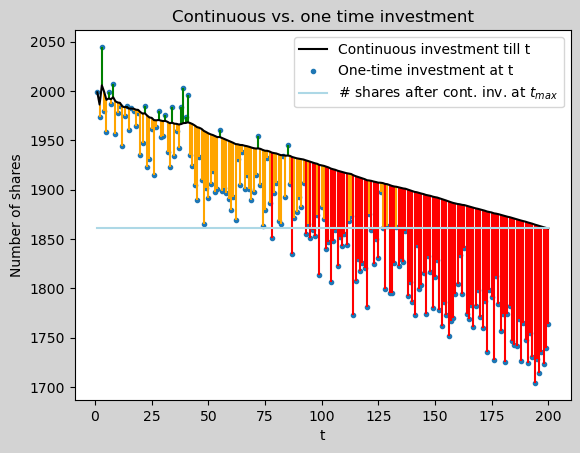 Continuous vs. one time investment
Continuous investment till t
One-time investment at t
# shares after cont. inv. at t_max
Number of shares
2050
2000
1950
1900
1850
1800
1750
1700
0 25 50 75 100 125 150 175 200
t